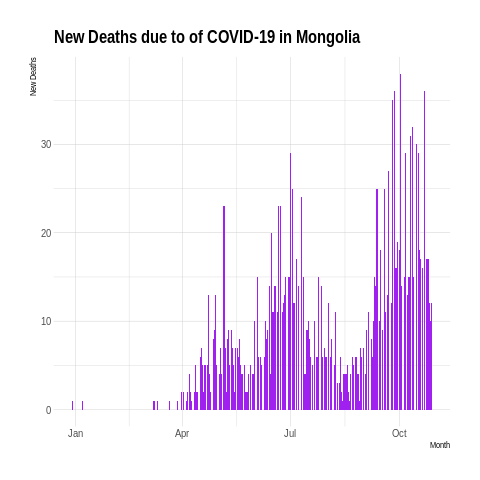 New Deaths due to of COVID-19 in Mongolia
New Deaths
30
20
10
0
Jan Apr Jul Oct
Month